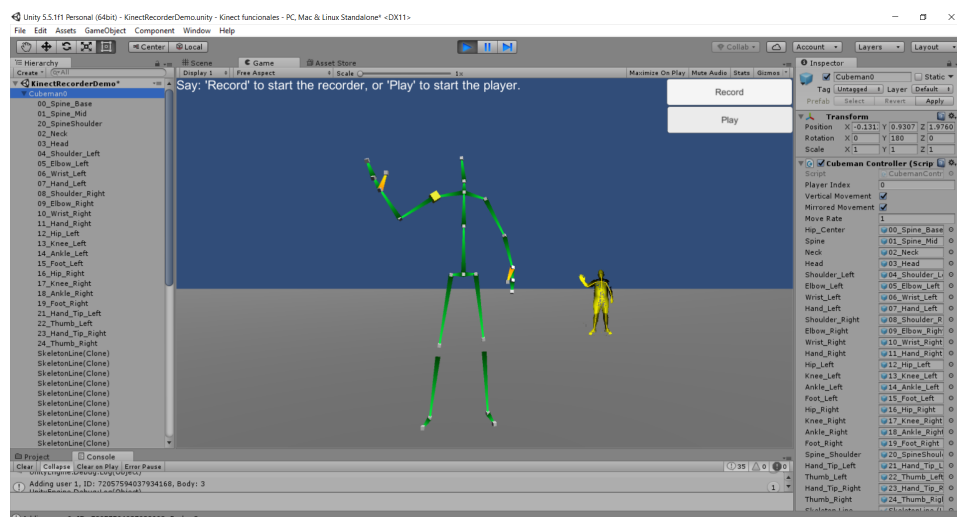 Unity 5.5.1f1 Personal (64bit) - KinectRecorderDemo.unity - Kinect funcionales - PC, Mac & Linux Standalone* <DX11>
File Edit Assets GameObject Component Window Help
Center Local Collab Account Layers Layout
Hierarchy
Create All
KinectRecorderDemo*
Cubeman0
00_Spine_Base
01_Spine_Mid
20_SpineShoulder
02_Neck
03_Head
04_Shoulder_Left
05_Elbow_Left
06_Wrist_Left
07_Hand_Left
08_Shoulder_Right
09_Elbow_Right
10_Wrist_Right
11_Hand_Right
12_Hip_Left
13_Knee_Left
14_Ankle_Left
15_Foot_Left
16_Hip_Right
17_Knee_Right
18_Ankle_Right
19_Foot_Right
21_Hand_Tip_Left
22_Thumb_Left
23_Hand_Tip_Right
24_Thumb_Right
SkeletonLine(Clone)
SkeletonLine(Clone)
SkeletonLine(Clone)
SkeletonLine(Clone)
SkeletonLine(Clone)
SkeletonLine(Clone)
SkeletonLine(Clone)
SkeletonLine(Clone)
SkeletonLine(Clone)
Scene Game Asset Store
Display 1 Free Aspect Scale 1x Maximize On Play Mute Audio Stats Gizmos
Say: 'Record' to start the recorder, or 'Play' to start the player.
Record
Play
Inspector
Cubeman0 Static
Tag Untagged Layer Default
Prefab Select Revert Apply
Transform
Position X -0.131 Y 0.9307 Z 1.9760
Rotation X 0 Y 180 Z 0
Scale X 1 Y 1 Z 1
Cubeman Controller (Scrip
Script CubemanContr
Player Index 0
Vertical Movement
Mirrored Movement
Move Rate 1
Hip_Center 00_Spine_Base
Spine 01_Spine_Mid
Neck 02_Neck
Head 03_Head
Shoulder_Left 04_Shoulder_L
Elbow_Left 05_Elbow_Left
Wrist_Left 06_Wrist_Left
Hand_Left 07_Hand_Left
Shoulder_Right 08_Shoulder_R
Elbow_Right 09_Elbow_Righ
Wrist_Right 10_Wrist_Right
Hand_Right 11_Hand_Right
Hip_Left 12_Hip_Left
Knee_Left 13_Knee_Left
Ankle_Left 14_Ankle_Left
Foot_Left 15_Foot_Left
Hip_Right 16_Hip_Right
Knee_Right 17_Knee_Right
Ankle_Right 18_Ankle_Right
Foot_Right 19_Foot_Right
Spine_Shoulder 20_SpineShoul
Hand_Tip_Left 21_Hand_Tip_L
Thumb_Left 22_Thumb_Left
Hand_Tip_Right 23_Hand_Tip_R
Thumb_Right 24_Thumb_Righ
Project Console
Clear Collapse Clear on Play Error Pause 35 0 0
UnityEngine.Debug:Log(Object)
Adding user 1, ID: 72057594037934168, Body: 3 1
UnityEngine.Debug:Log(Object)